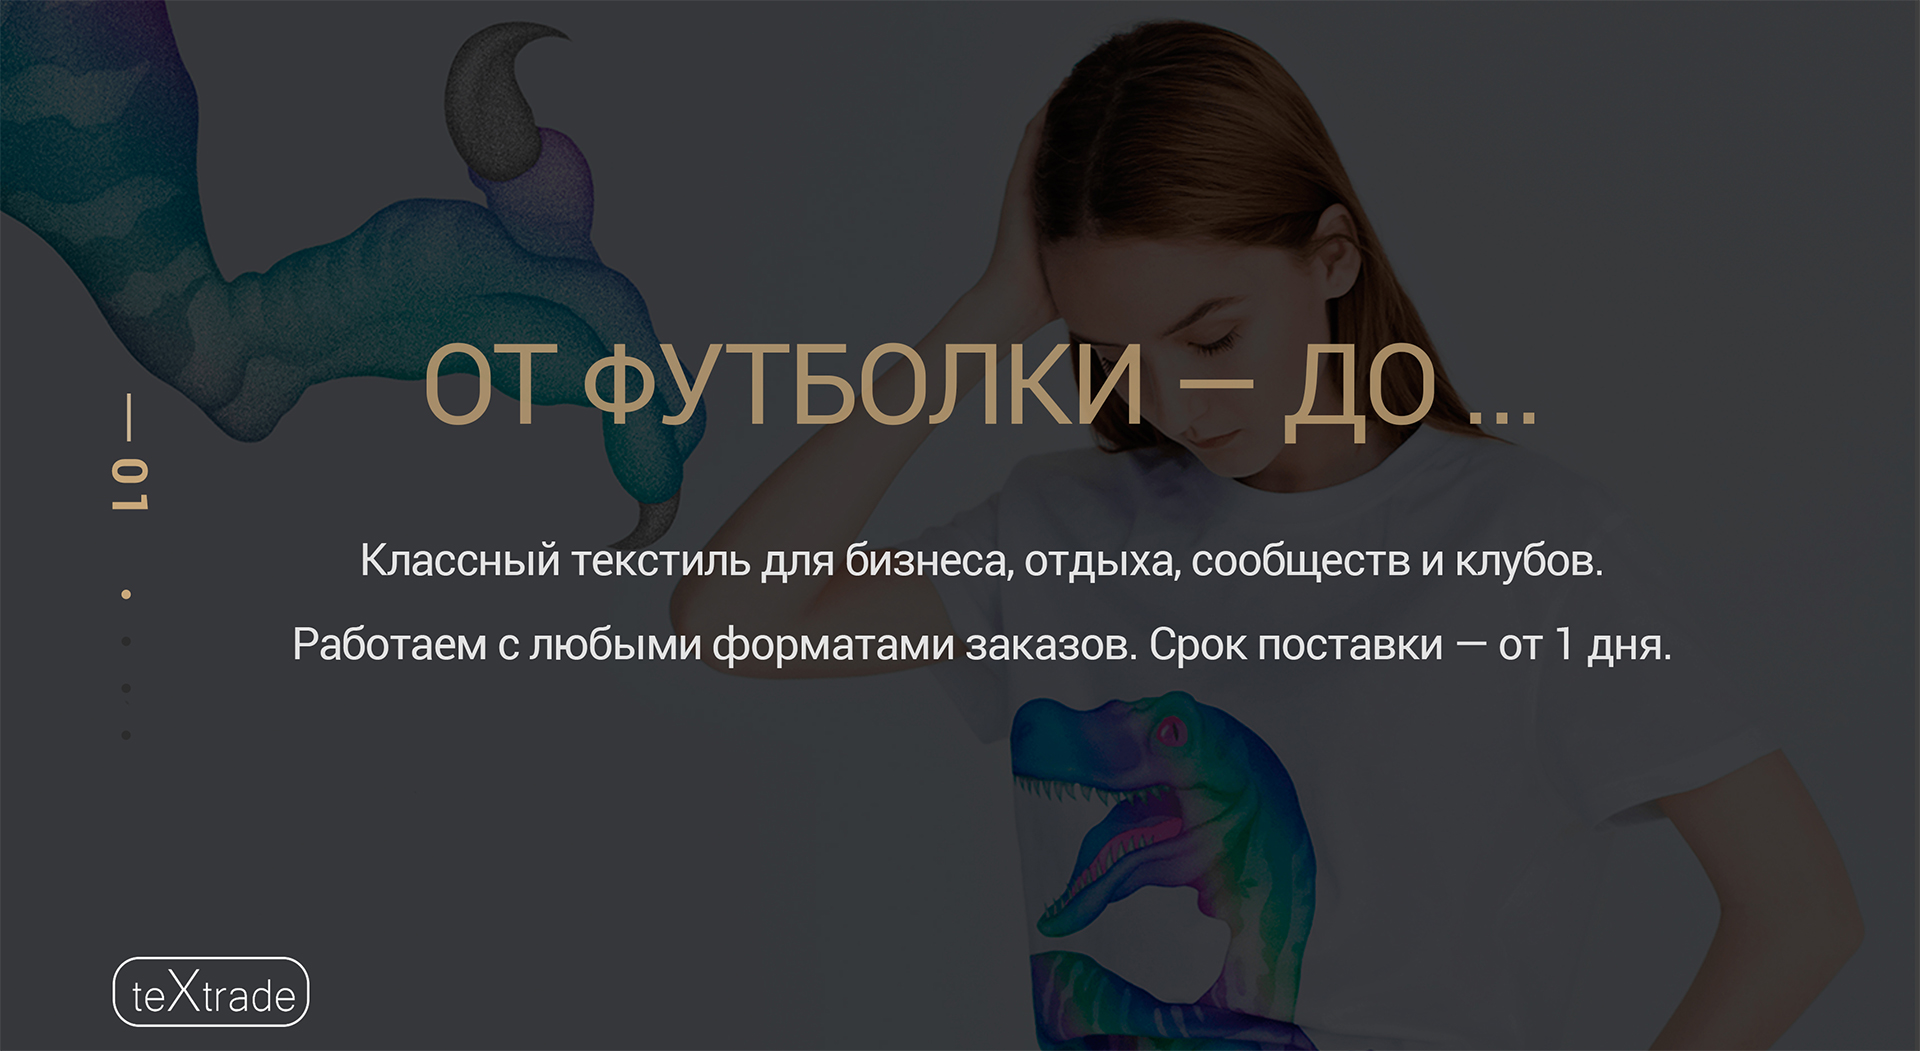 ОТ ФУТБОЛКИ — ДО ...
— 01
Классный текстиль для бизнеса, отдыха, сообществ и клубов.
Работаем с любыми форматами заказов. Срок поставки — от 1 дня.
teXtrade